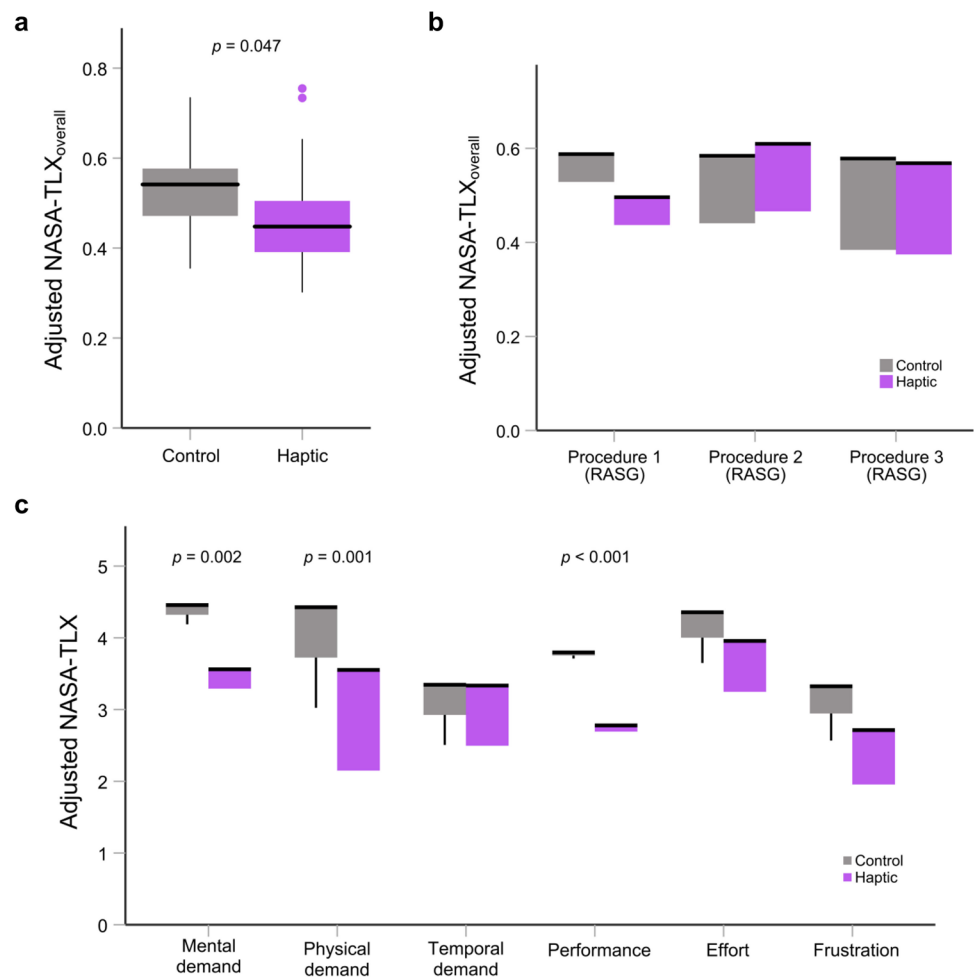 a
p = 0.047
Adjusted NASA-TLXoverall
0.8
0.6
0.4
0.2
0.0
Control
Haptic
b
Adjusted NASA-TLXoverall
0.6
0.4
0.2
0.0
Control
Haptic
Procedure 1
(RASG)
Procedure 2
(RASG)
Procedure 3
(RASG)
c
p = 0.002
p = 0.001
p < 0.001
Adjusted NASA-TLX
5
4
3
2
1
0
Control
Haptic
Mental
demand
Physical
demand
Temporal
demand
Performance
Effort
Frustration